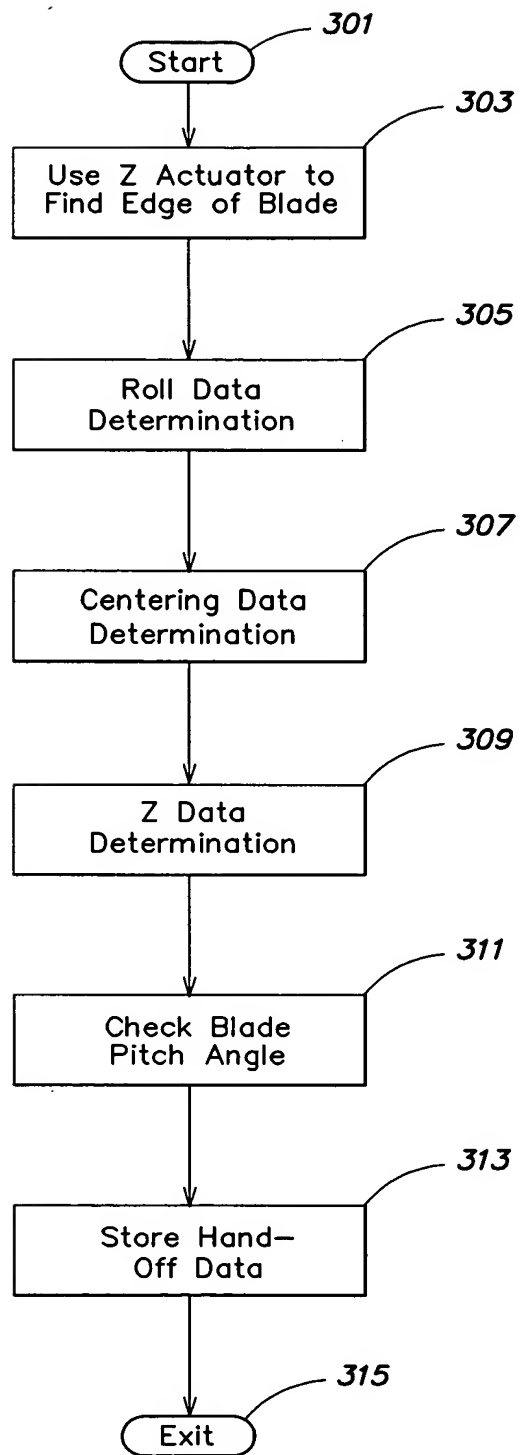 301
Start
303
Use Z Actuator to
Find Edge of Blade
305
Roll Data
Determination
307
Centering Data
Determination
309
Z Data
Determination
311
Check Blade
Pitch Angle
313
Store Hand-
Off Data
315
Exit